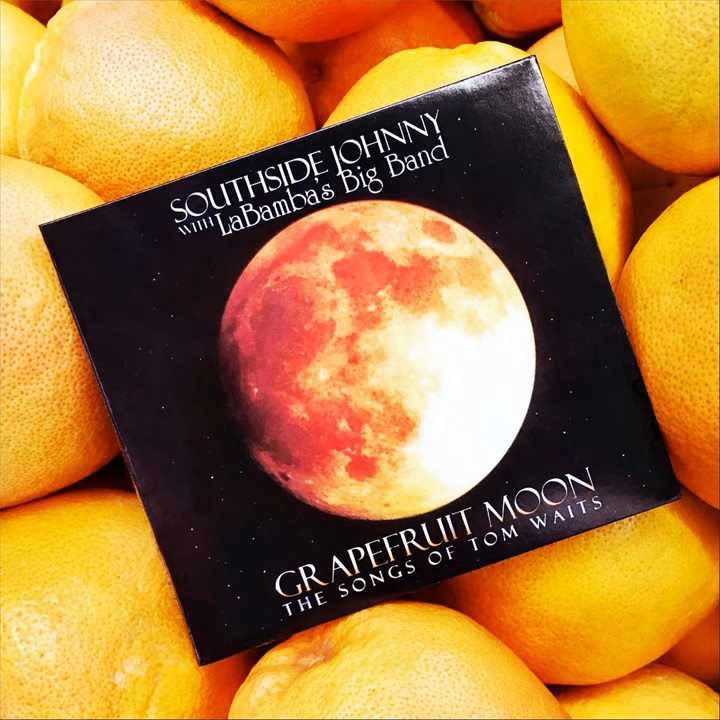 SOUTHSIDE JOHNNY
WITH LaBamba's Big Band
GRAPEFRUIT MOON
THE SONGS OF TOM WAITS